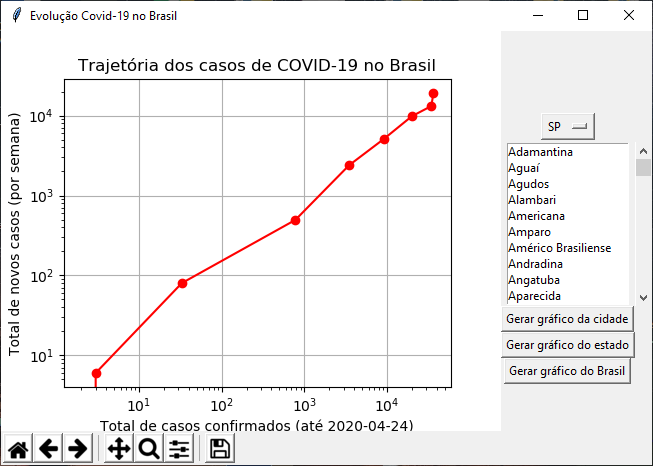 Evolução Covid-19 no Brasil
Trajetória dos casos de COVID-19 no Brasil
Total de novos casos (por semana)
10^4
10^3
10^2
10^1
10^1
10^2
10^3
10^4
Total de casos confirmados (até 2020-04-24)
SP
Adamantina
Aguaí
Agudos
Alambari
Americana
Amparo
Américo Brasiliense
Andradina
Angatuba
Aparecida
Gerar gráfico da cidade
Gerar gráfico do estado
Gerar gráfico do Brasil